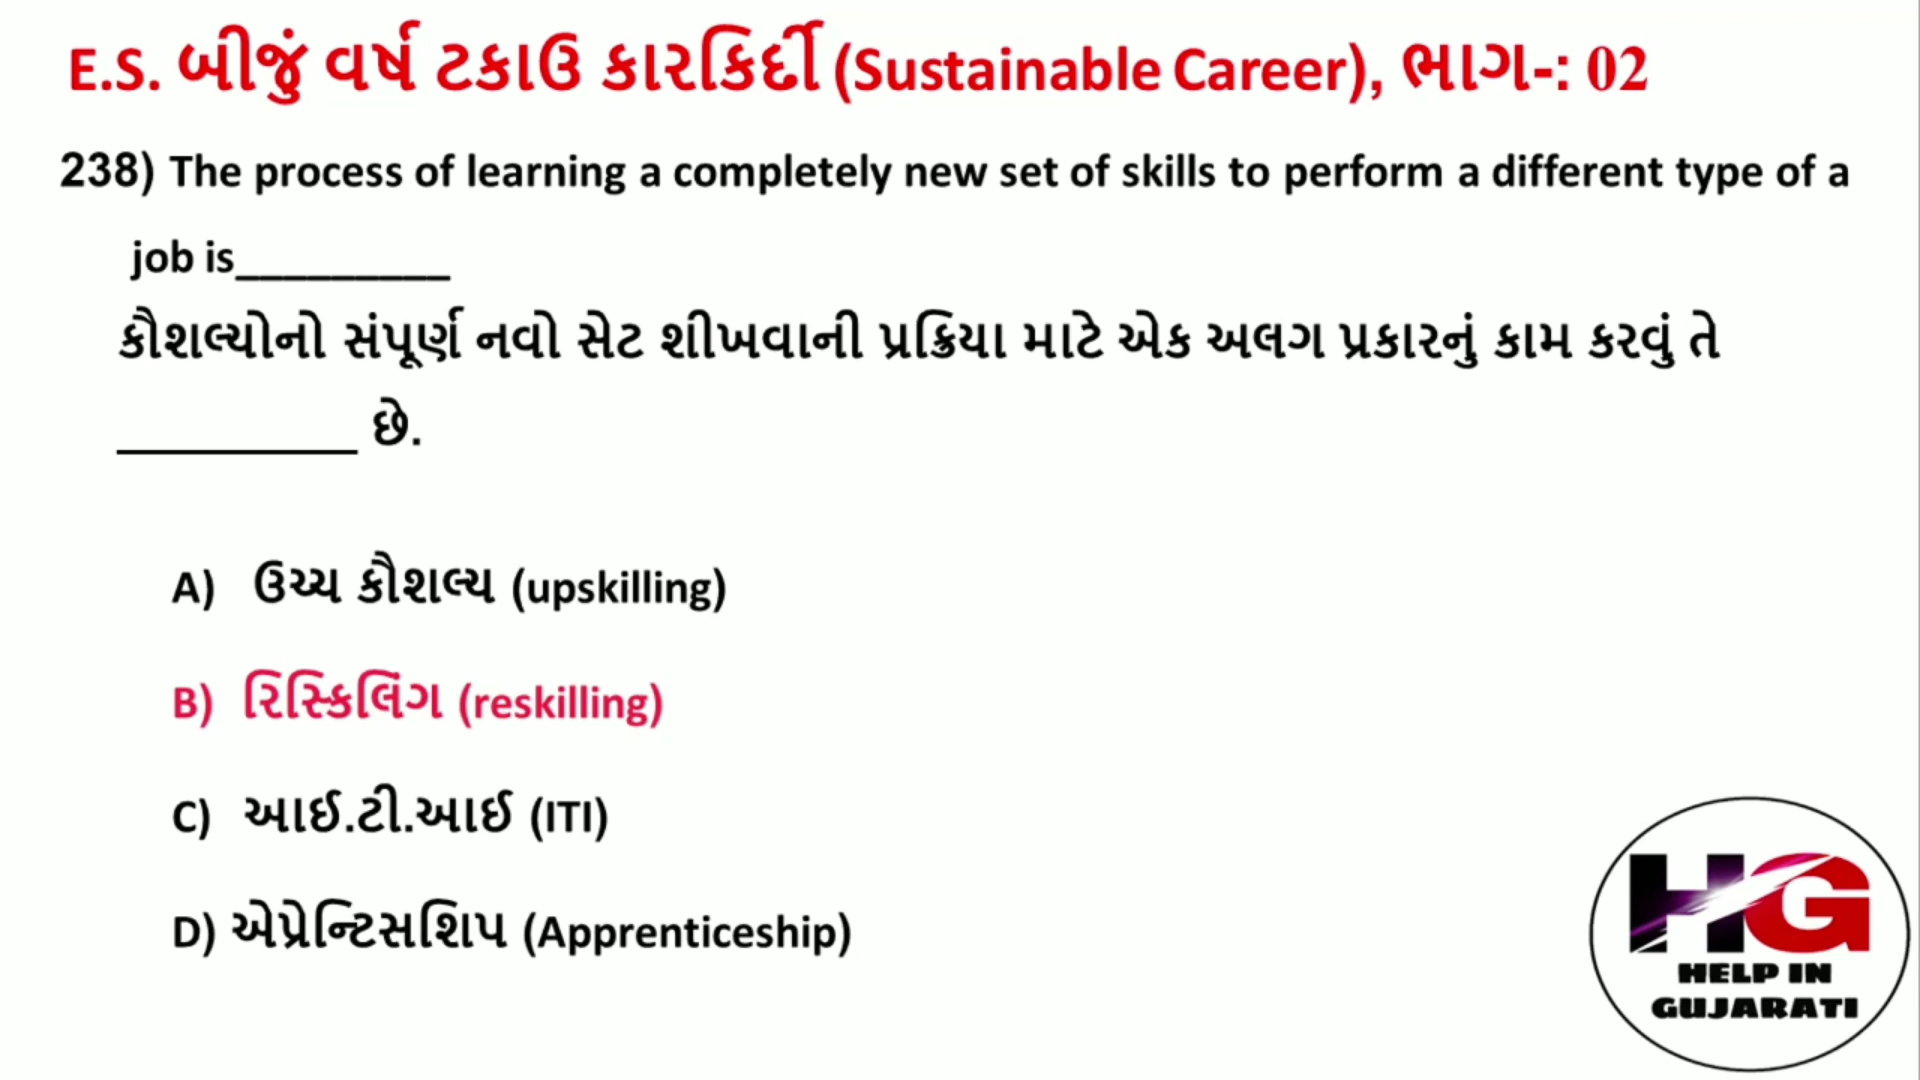 E.S. બીજું વર્ષ ટકાઉ કારકિર્દી (Sustainable Career), ભાગ-: 02
238) The process of learning a completely new set of skills to perform a different type of a
job is_________
કૌશલ્યોનો સંપૂર્ણ નવો સેટ શીખવાની પ્રક્રિયા માટે એક અલગ પ્રકારનું કામ કરવું તે
__________ છે.
A) ઉચ્ચ કૌશલ્ય (upskilling)
B) રિસ્કિલિંગ (reskilling)
C) આઈ.ટી.આઈ (ITI)
D) એપ્રેન્ટિસશિપ (Apprenticeship)
HG
HELP IN
GUJARATI